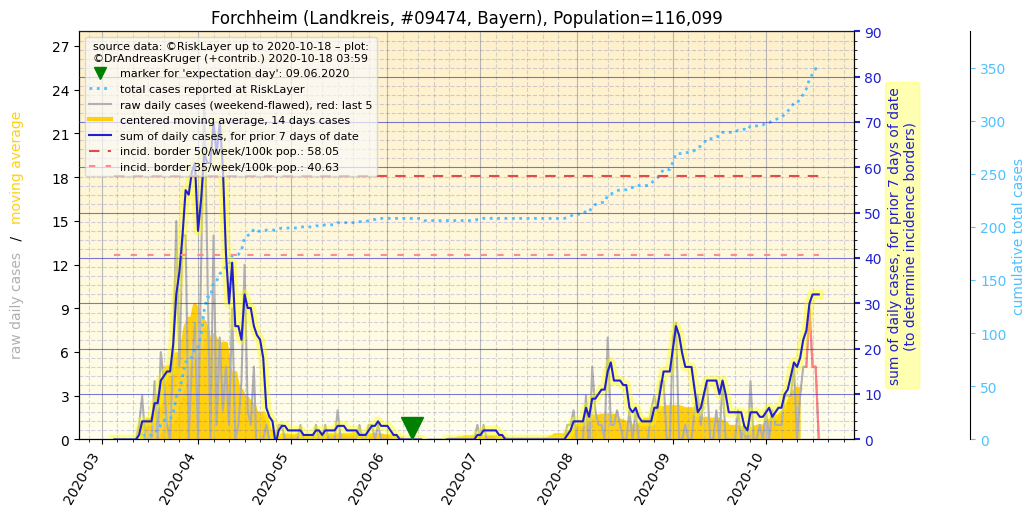 Forchheim (Landkreis, #09474, Bayern), Population=116,099
source data: ©RiskLayer up to 2020-10-18 – plot:
©DrAndreasKruger (+contrib.) 2020-10-18 03:59
marker for 'expectation day': 09.06.2020
total cases reported at RiskLayer
raw daily cases (weekend-flawed), red: last 5
centered moving average, 14 days cases
sum of daily cases, for prior 7 days of date
incid. border 50/week/100k pop.: 58.05
incid. border 35/week/100k pop.: 40.63
raw daily cases / moving average
27
24
21
18
15
12
9
6
3
0
90
80
70
60
50
40
30
20
10
0
sum of daily cases, for prior 7 days of date
(to determine incidence borders)
350
300
250
200
150
100
50
0
cumulative total cases
2020-03
2020-04
2020-05
2020-06
2020-07
2020-08
2020-09
2020-10